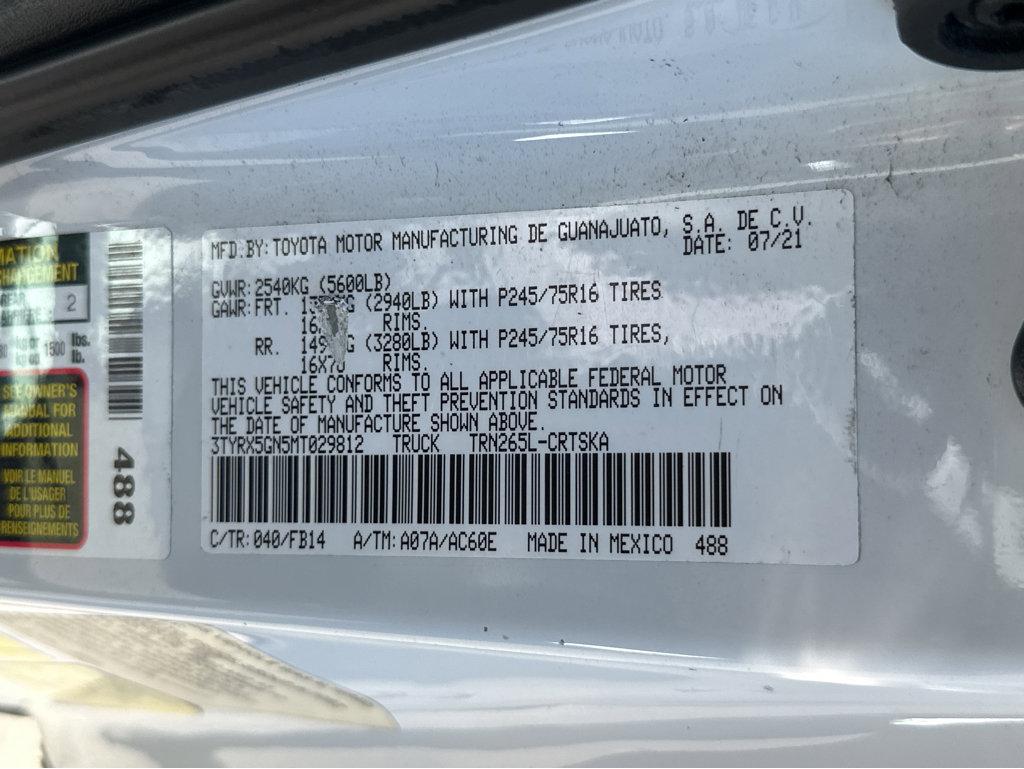 MFD.BY:TOYOTA MOTOR MANUFACTURING DE GUANAJUATO, S.A. DE C.V.
DATE: 07/21
GVWR:2540KG (5600LB)
GAWR:FRT. (2940LB) WITH P245/75R16 TIRES
RIMS.
RR. (3280LB) WITH P245/75R16 TIRES,
RIMS.
THIS VEHICLE CONFORMS TO ALL APPLICABLE FEDERAL MOTOR
VEHICLE SAFETY AND THEFT PREVENTION STANDARDS IN EFFECT ON
THE DATE OF MANUFACTURE SHOWN ABOVE.
3TYRX5GN5MT029812 TRUCK TRN265L-CRTSKA
C/TR:040/FB14 A/TM:A07A/AC60E MADE IN MEXICO 488
2
1500 lbs.
lb.
SEE OWNER'S
MANUAL FOR
ADDITIONAL
INFORMATION
VOIR LE MANUEL
DE L'USAGER
POUR PLUS DE
RENSEIGNEMENTS
488